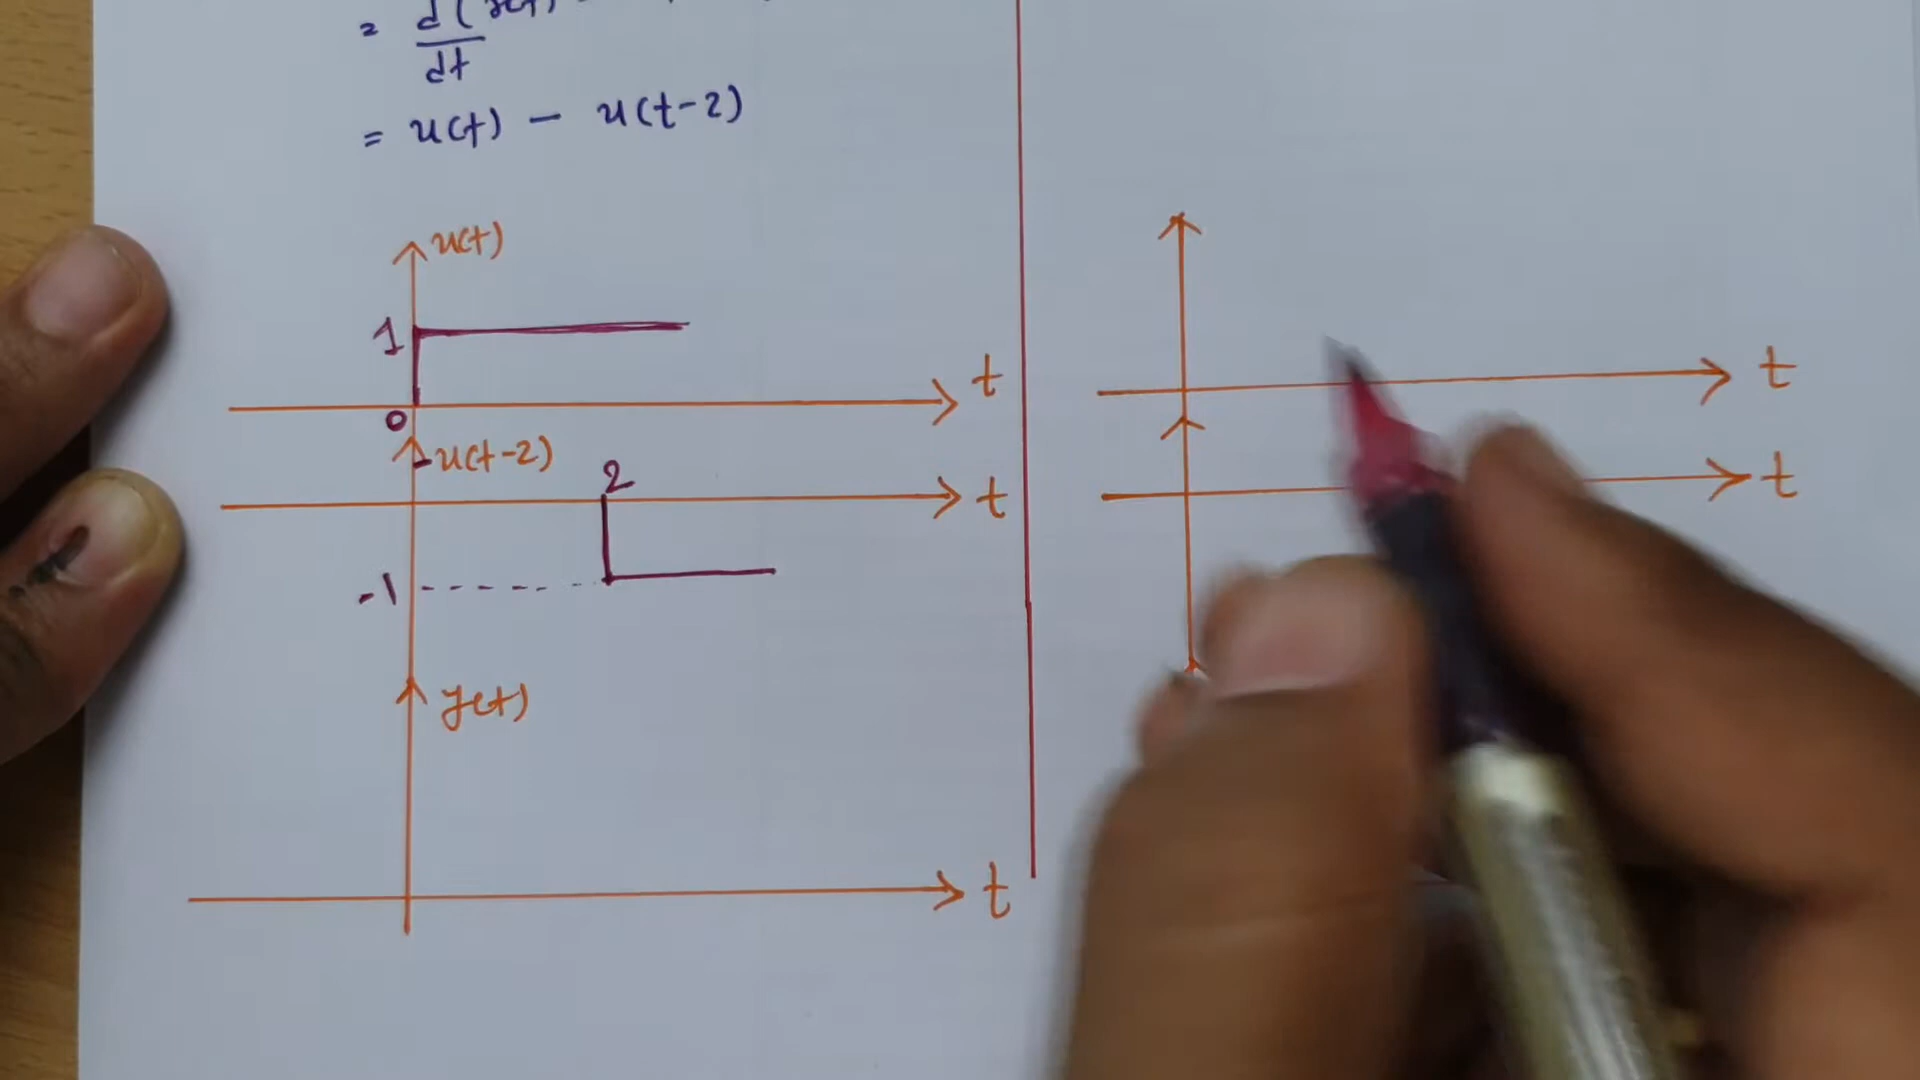 = d(
dt
= u(t) - u(t-2)
u(t)
1
t
0
-u(t-2)
2
t
-1
y(t)
t
t
t